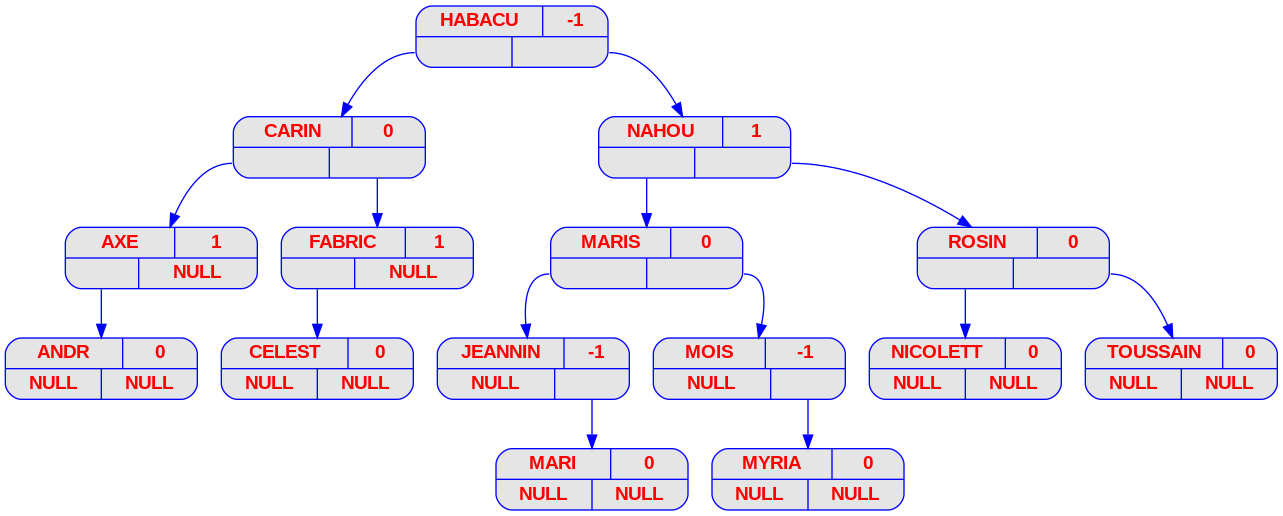 HABACU -1
CARIN 0
NAHOU 1
AXE 1
NULL
FABRIC 1
NULL
MARIS 0
ROSIN 0
ANDR 0
NULL NULL
CELEST 0
NULL NULL
JEANNIN -1
NULL
MOIS -1
NULL
NICOLETT 0
NULL NULL
TOUSSAIN 0
NULL NULL
MARI 0
NULL NULL
MYRIA 0
NULL NULL